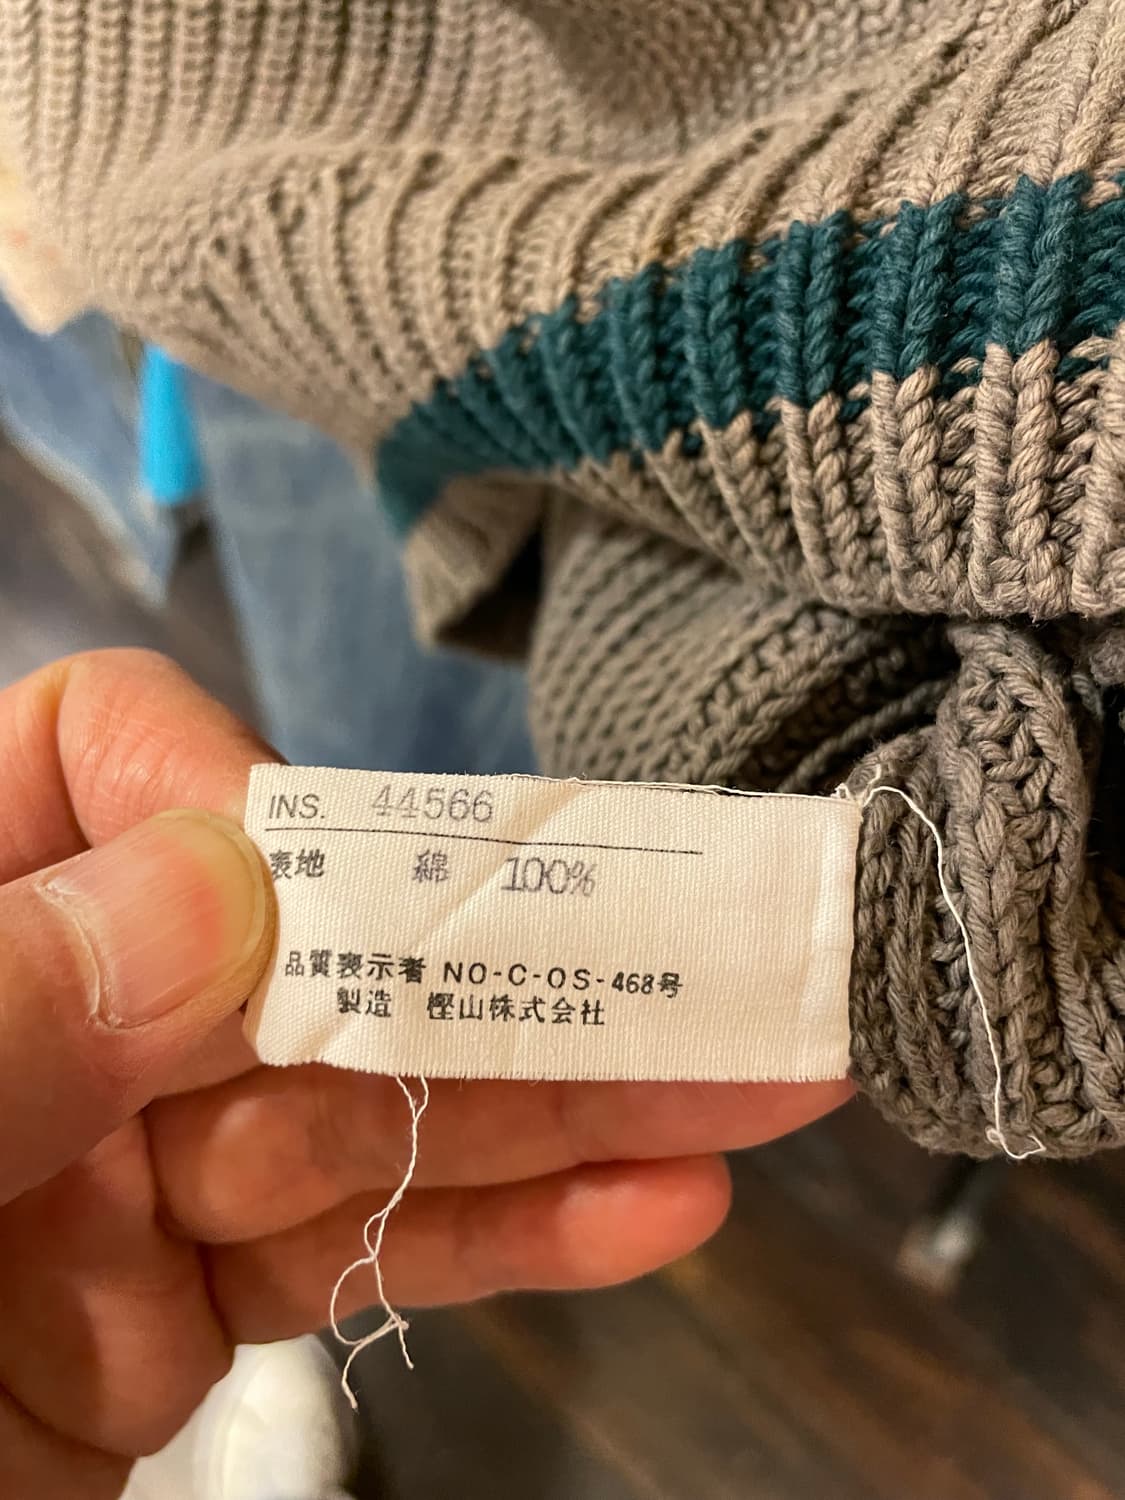 INS. 44566
表地 綿 100%
品質表示者 NO-C-OS-468号
製造 樫山株式会社